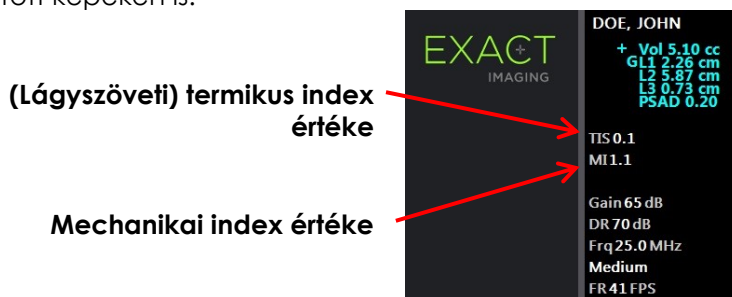 képeken is.
EXACT
IMAGING
(Lágyszöveti) termikus index
értéke
Mechanikai index értéke
DOE, JOHN
+ Vol 5.10 cc
GL1 2.26 cm
L2 5.87 cm
L3 0.73 cm
PSAD 0.20
TIS 0.1
MI 1.1
Gain 65 dB
DR 70 dB
Frq 25.0 MHz
Medium
FR 41 FPS